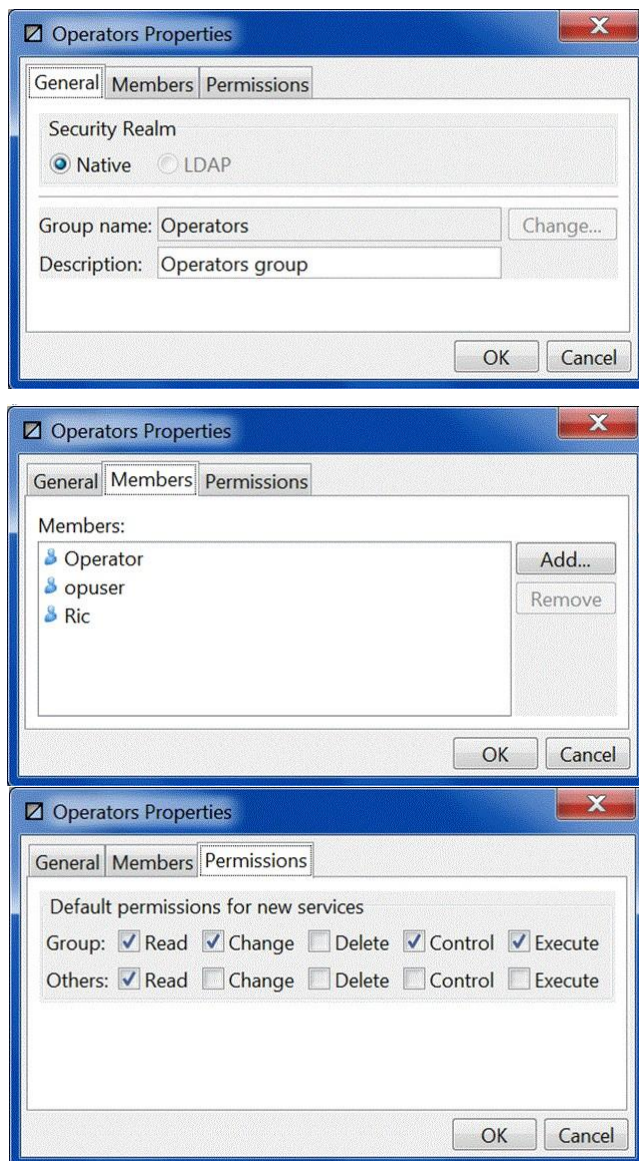 Operators Properties
General Members Permissions
Security Realm
Native LDAP
Group name: Operators Change...
Description: Operators group
OK Cancel
Operators Properties
General Members Permissions
Members:
Operator Add...
opuser Remove
Ric
OK Cancel
Operators Properties
General Members Permissions
Default permissions for new services
Group: Read Change Delete Control Execute
Others: Read Change Delete Control Execute
OK Cancel